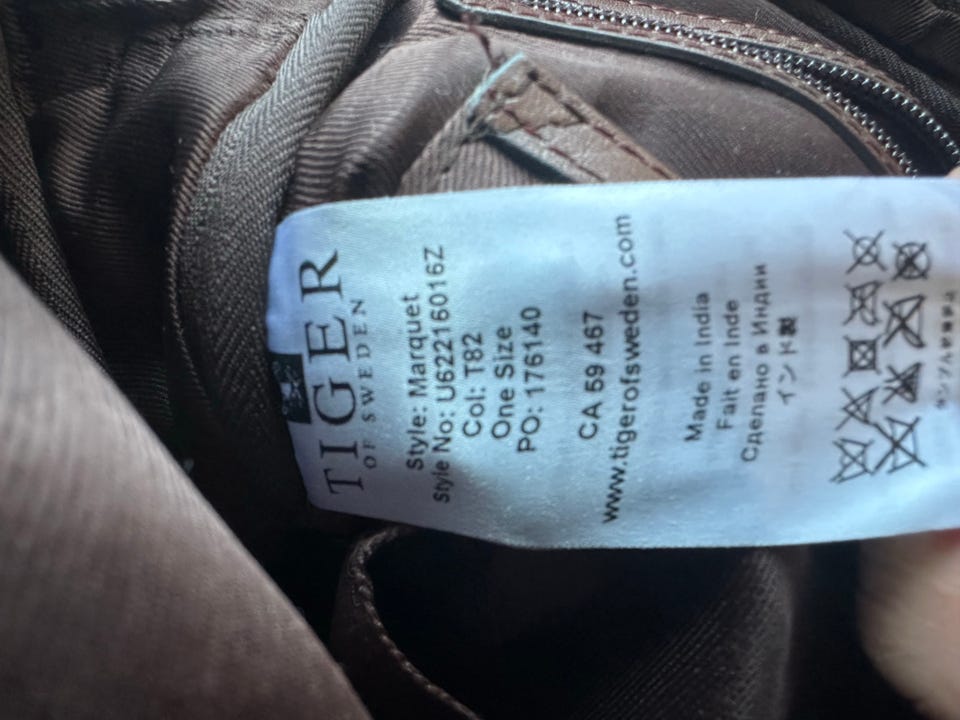 TIGER
OF SWEDEN
Style: Marquet
Style No: U62216016Z
Col: T82
One Size
PO: 176140
CA 59 467
www.tigerofsweden.com
Made in India
Fait en Inde
Сделано в Индии
インド製